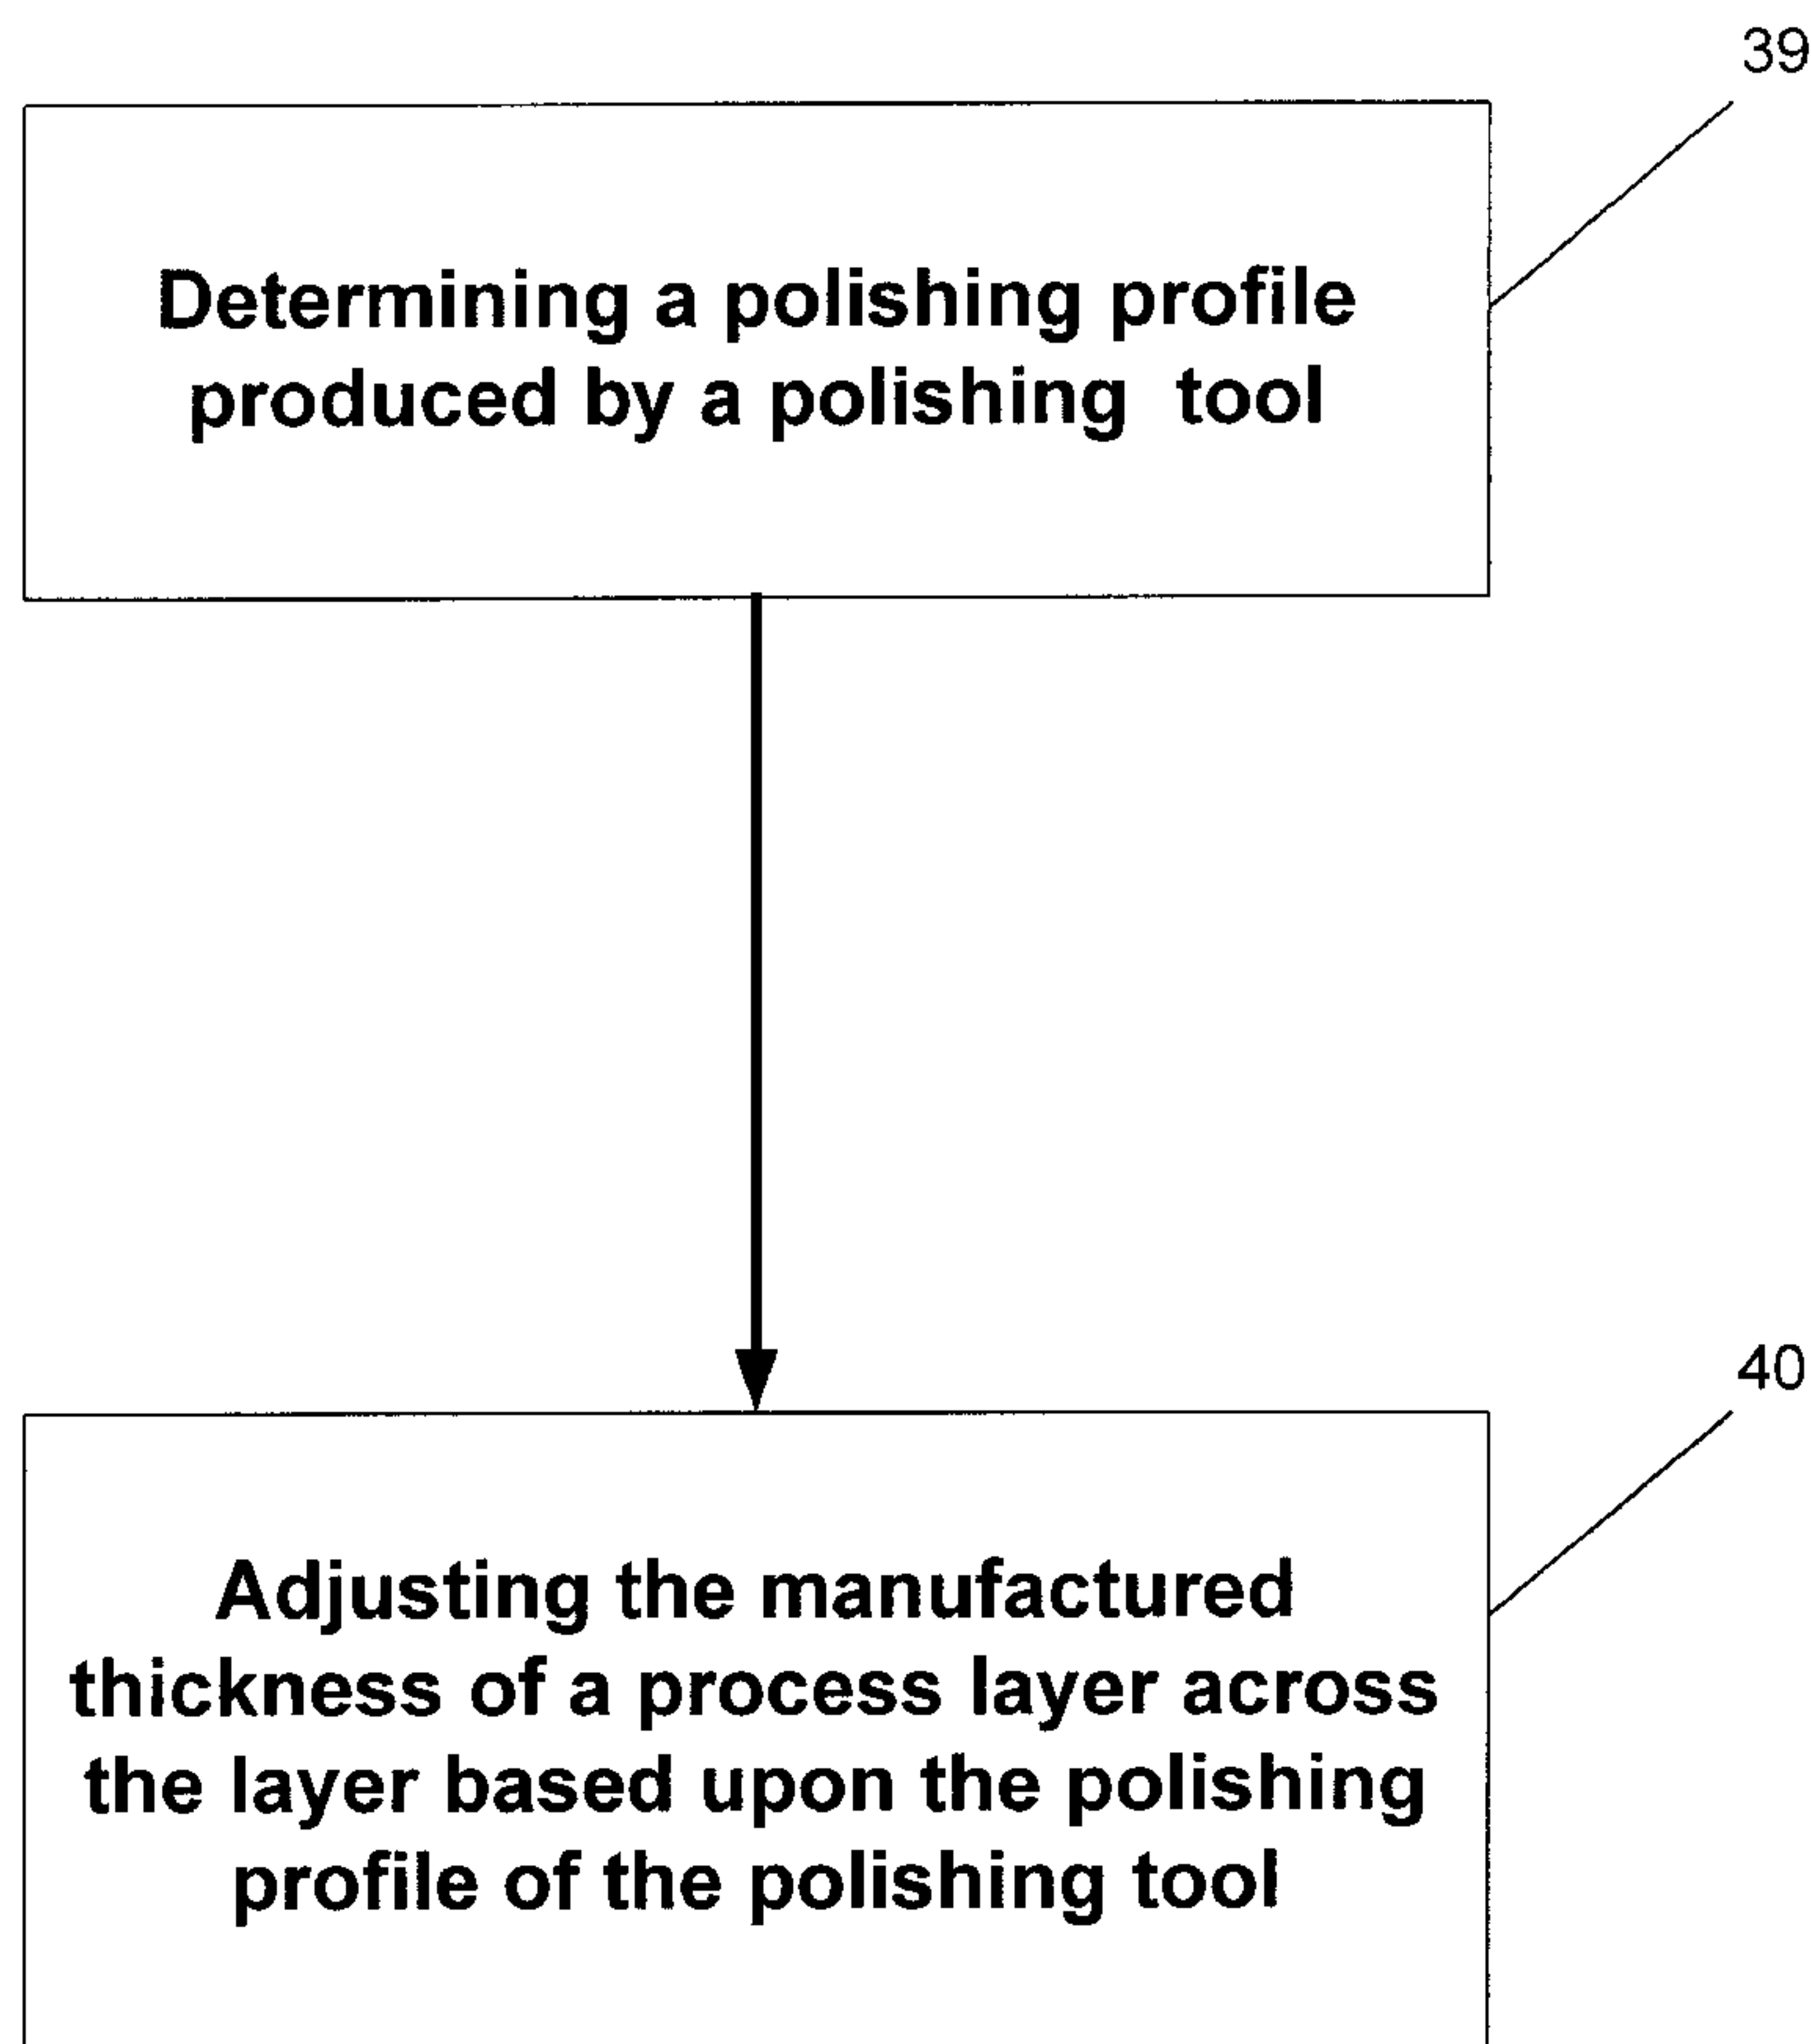 39
Determining a polishing profile
produced by a polishing tool
40
Adjusting the manufactured
thickness of a process layer across
the layer based upon the polishing
profile of the polishing tool